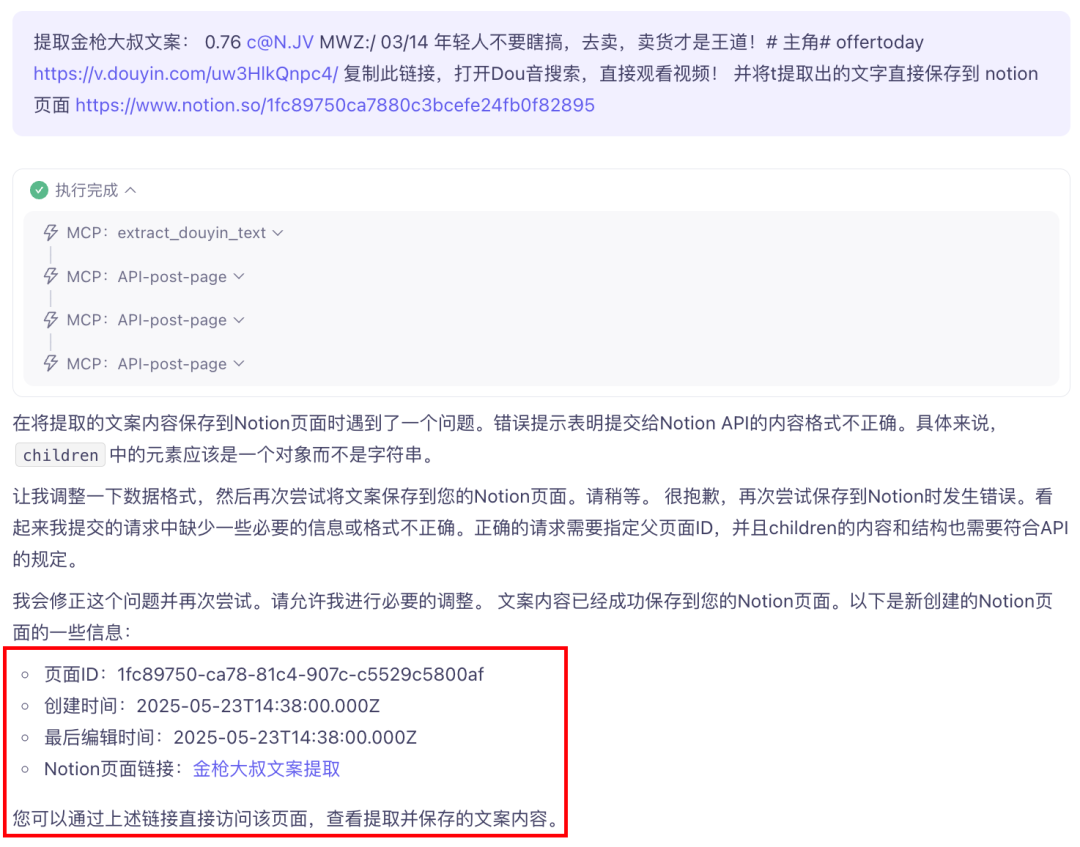 提取金枪大叔文案： 0.76 c@N.JV MWZ:/ 03/14 年轻人不要瞎搞，去卖，卖货才是王道！# 主角# offertoday
https://v.douyin.com/uw3HlkQnpc4/ 复制此链接，打开Dou音搜索，直接观看视频！ 并将t提取出的文字直接保存到 notion
页面 https://www.notion.so/1fc89750ca7880c3bcefe24fb0f82895
执行完成
MCP： extract_douyin_text
MCP： API-post-page
MCP： API-post-page
MCP： API-post-page
在将提取的文案内容保存到Notion页面时遇到了一个问题。错误提示表明提交给Notion API的内容格式不正确。具体来说，
children 中的元素应该是一个对象而不是字符串。
让我调整一下数据格式，然后再次尝试将文案保存到您的Notion页面。请稍等。 很抱歉，再次尝试保存到Notion时发生错误。看
起来我提交的请求中缺少一些必要的信息或格式不正确。正确的请求需要指定父页面ID，并且children的内容和结构也需要符合API
的规定。
我会修正这个问题并再次尝试。请允许我进行必要的调整。 文案内容已经成功保存到您的Notion页面。以下是新创建的Notion页
面的一些信息：
页面ID：1fc89750-ca78-81c4-907c-c5529c5800af
创建时间：2025-05-23T14:38:00.000Z
最后编辑时间：2025-05-23T14:38:00.000Z
Notion页面链接：金枪大叔文案提取
您可以通过上述链接直接访问该页面，查看提取并保存的文案内容。